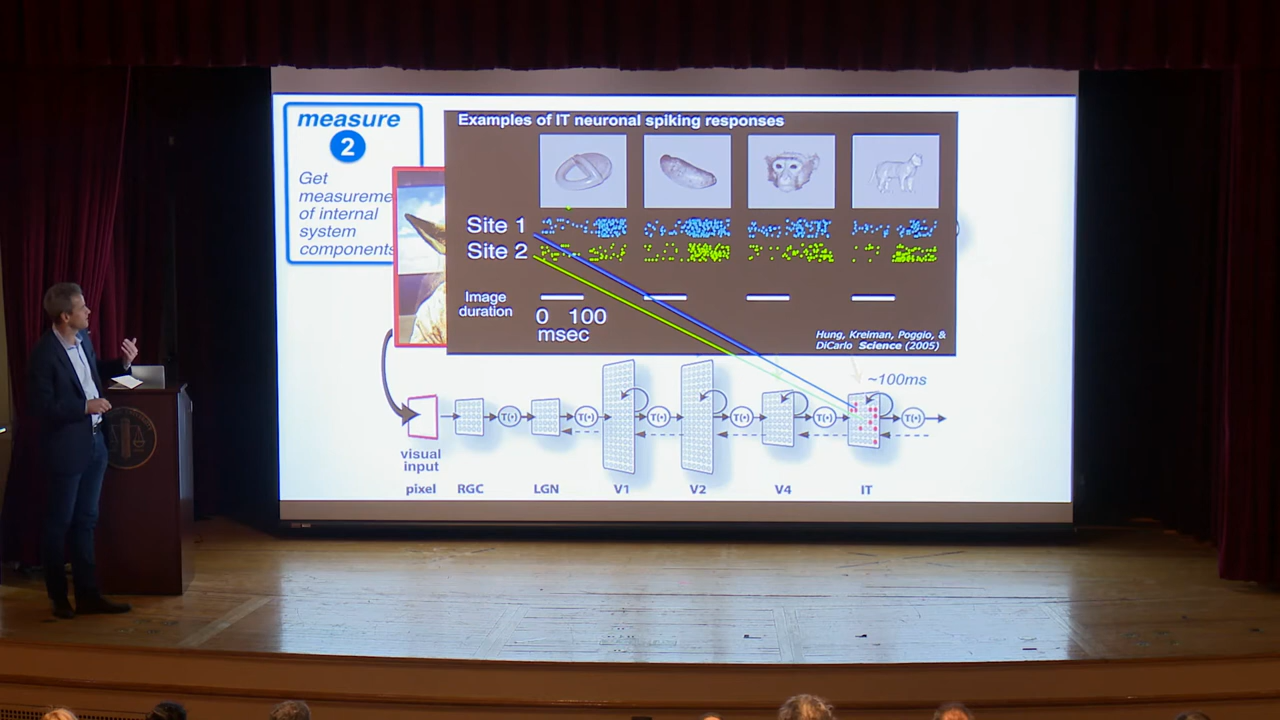 measure
2
Get
measureme
of internal
system
components
Examples of IT neuronal spiking responses
Site 1
Site 2
Image
duration
0 100
msec
Hung, Kreiman, Poggio, &
DiCarlo Science (2005)
~100ms
T(•) T(•) T(•) T(•) T(•) T(•)
visual
input
pixel RGC LGN V1 V2 V4 IT